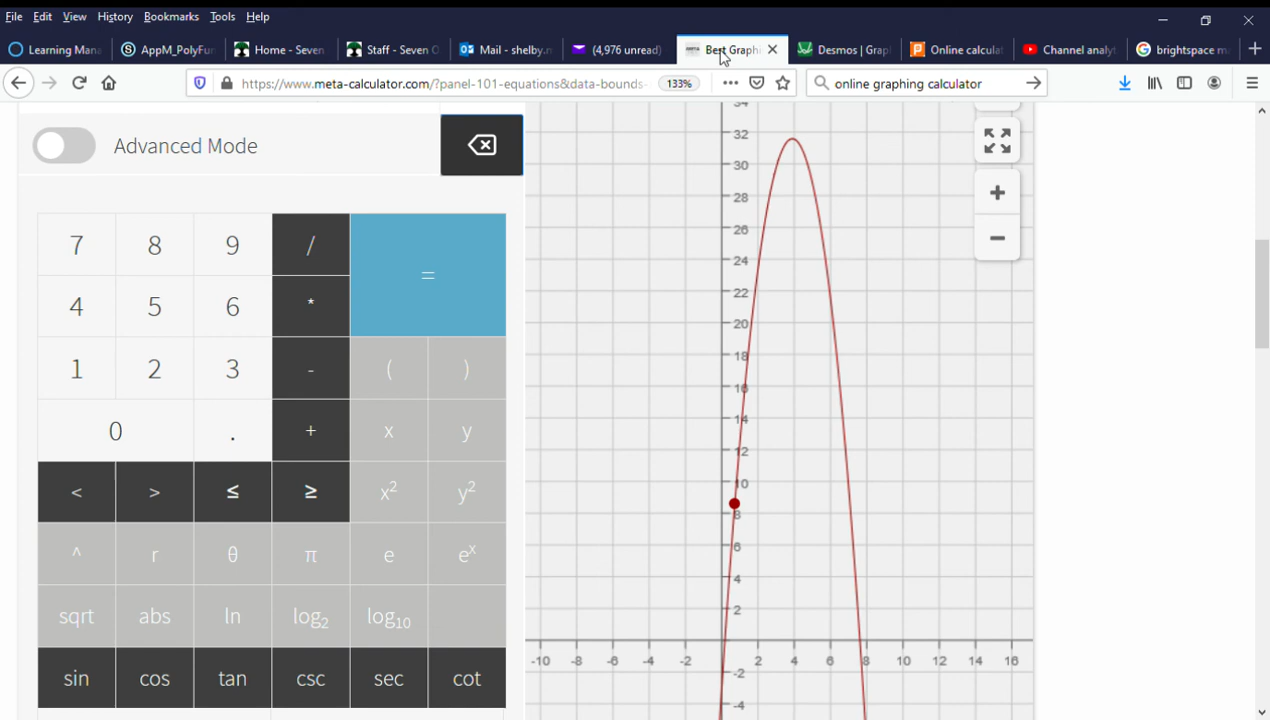 File Edit View History Bookmarks Tools Help
Learning Mana AppM_PolyFun Home - Seven Staff - Seven O Mail - shelby.m (4,976 unread) Best Graphi Desmos | Grap Online calculat Channel analyt brightspace ma
https://www.meta-calculator.com/?panel-101-equations&data-bounds- 133% online graphing calculator
Advanced Mode
7 8 9 / =
4 5 6 *
1 2 3 - ( )
0 . + x y
< > ≤ ≥ x² y²
^ r θ π e eˣ
sqrt abs ln log₂ log₁₀
sin cos tan csc sec cot
34
32
30
28
26
24
22
20
18
16
14
12
10
8
6
4
2
-10 -8 -6 -4 -2 2 4 6 8 10 12 14 16
-2
-4